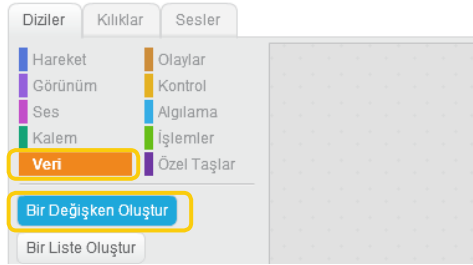 Diziler Kılıklar Sesler
Hareket Olaylar
Görünüm Kontrol
Ses Algılama
Kalem İşlemler
Veri Özel Taşlar
Bir Değişken Oluştur
Bir Liste Oluştur